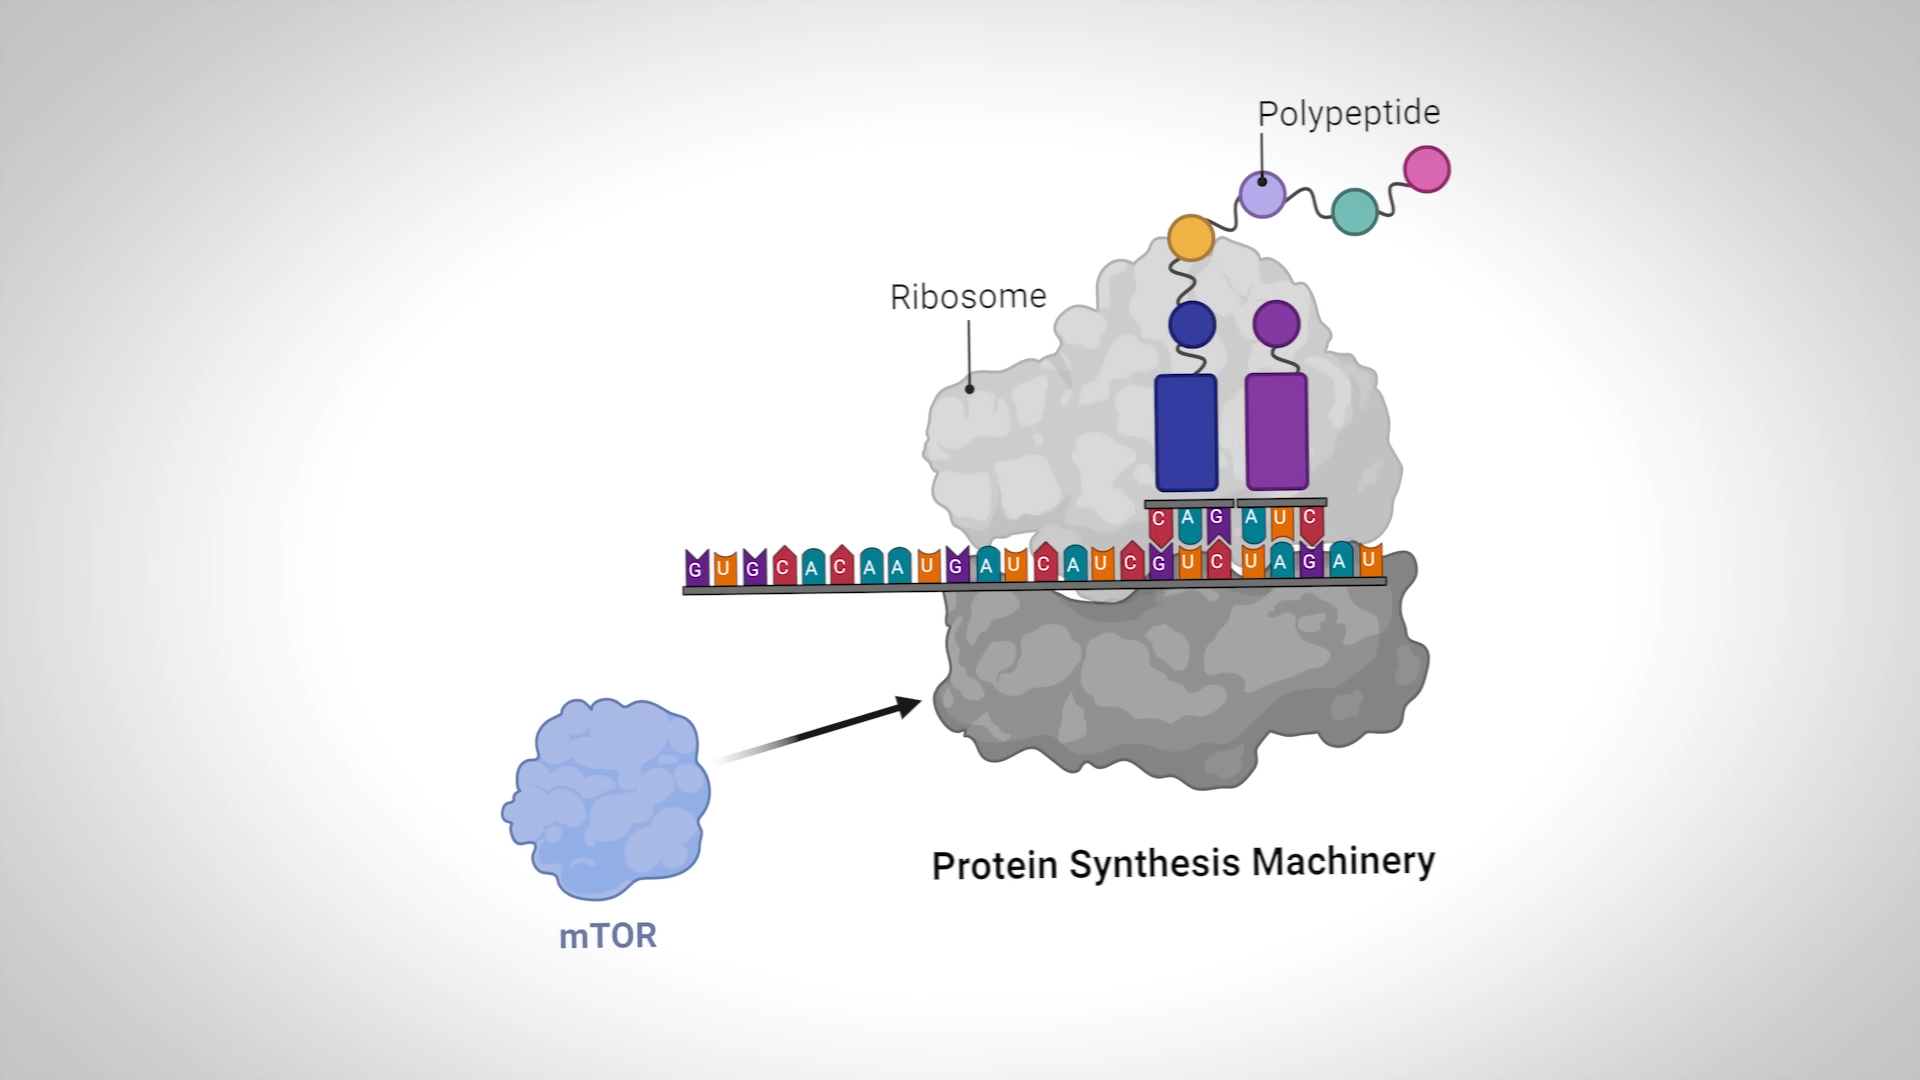 Polypeptide
Ribosome
C A G A U C
G U G C A C A A U G A U C A U C G U C U A G A U
Protein Synthesis Machinery
mTOR